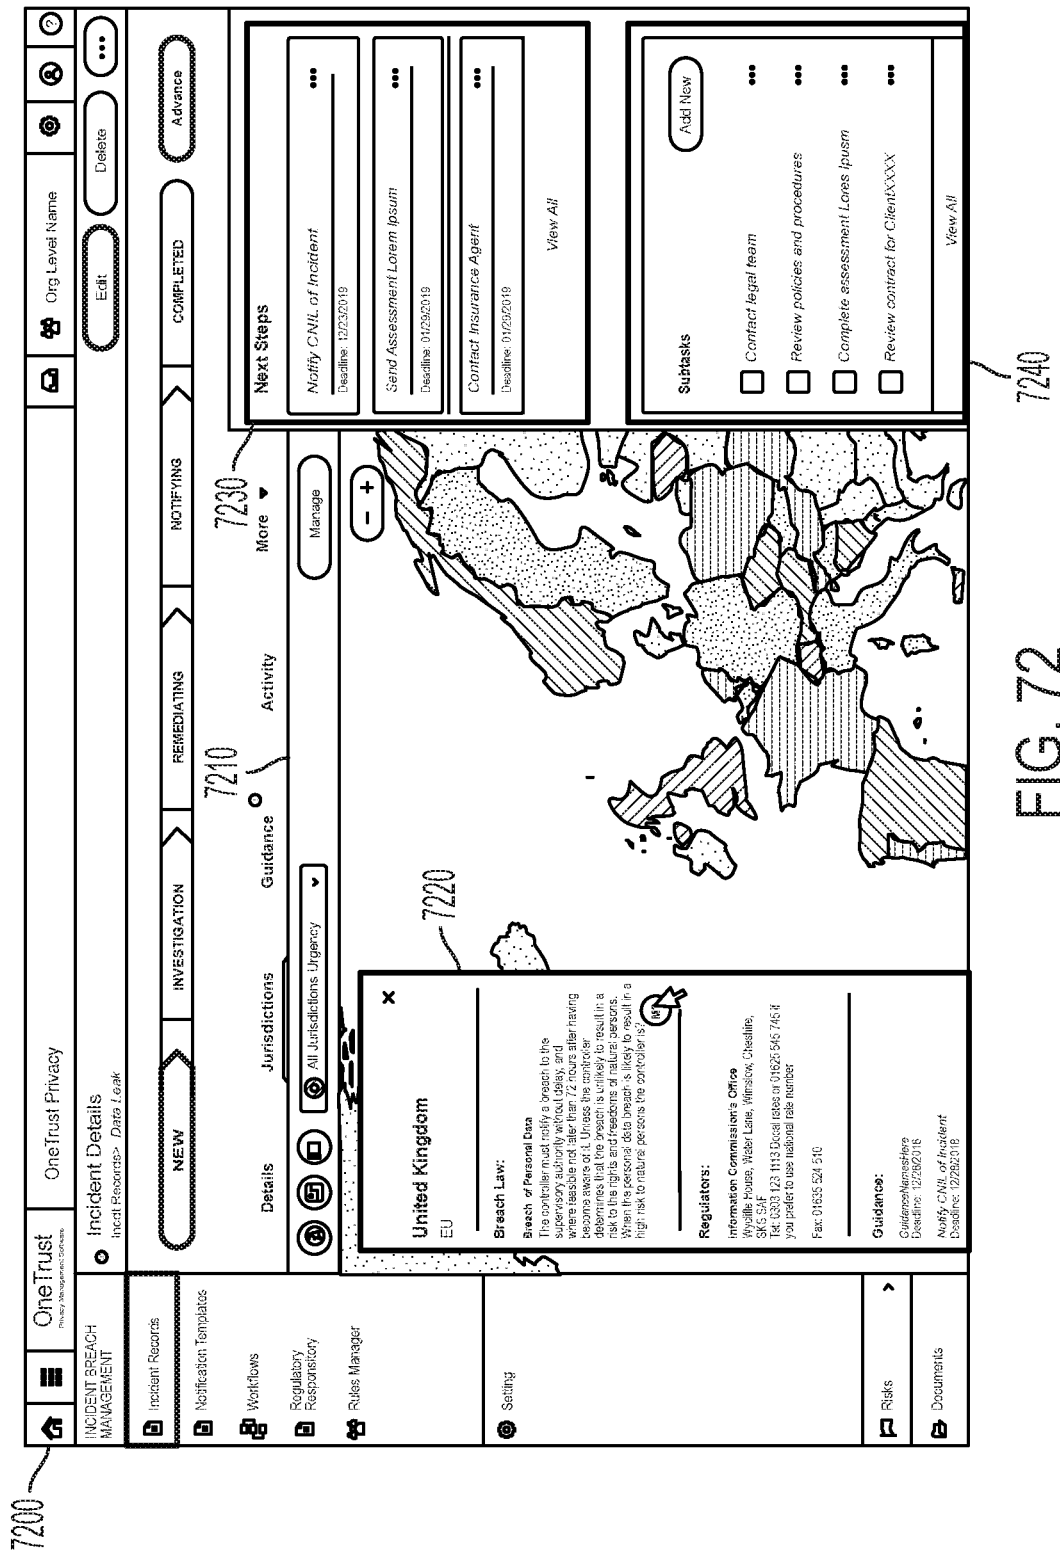 7200
OneTrust
Privacy Management Software
OneTrust Privacy
Org Level Name
?
INCIDENT BREACH
MANAGEMENT
Incident Records
Notification Templates
Workflows
Regulatory
Responsitory
Rules Manager
Setting
Risks
Documents
Incident Details
Incdt Records> Data Leak
Edit
Delete
•••
NEW
INVESTIGATION
REMEDIATING
NOTIFYING
COMPLETED
Advance
Details
Jurisdictions
Guidance
Activity
More
7210
7230
All Jurisdictions Urgency
Manage
- +
7220
United Kingdom
X
EU
Breach Law:
Breach of Personal Data
The controller must notify a breach to the
supervisory authority without delay, and
where feasible not later than 72 hours after having
become aware of it. Unless the controller
determines that the breach is unlikely to result in a
risk to the rights and freedoms of natural persons.
When the personal data breach is likely to result in a
high risk to natural persons the controller is?
Regulators:
Information Commission's Office
Wycliffe House, Water Lane, Wimslow, Cheshire,
SK5 5AF
Tel: 0303 123 1113 rates or 01625 545 745 if
you prefer to use national rate number
Fax: 01635 524 510
Guidance:
GuidanceNamesHere
Deadline: 12/28/2018
Notify CNIL of Incident
Deadline: 12/28/2018
Next Steps
Notify CNIL of Incident
•••
Deadline: 12/23/2019
Send Assessment Lorem Ipsum
•••
Deadline: 01/29/2019
Contact Insurance Agent
•••
Deadline: 01/29/2019
View All
Subtasks
Add New
Contact legal team
•••
Review policies and procedures
•••
Complete assessment Lores Ipusm
•••
Review contract for ClientXXXX
•••
View All
7240
FIG. 72